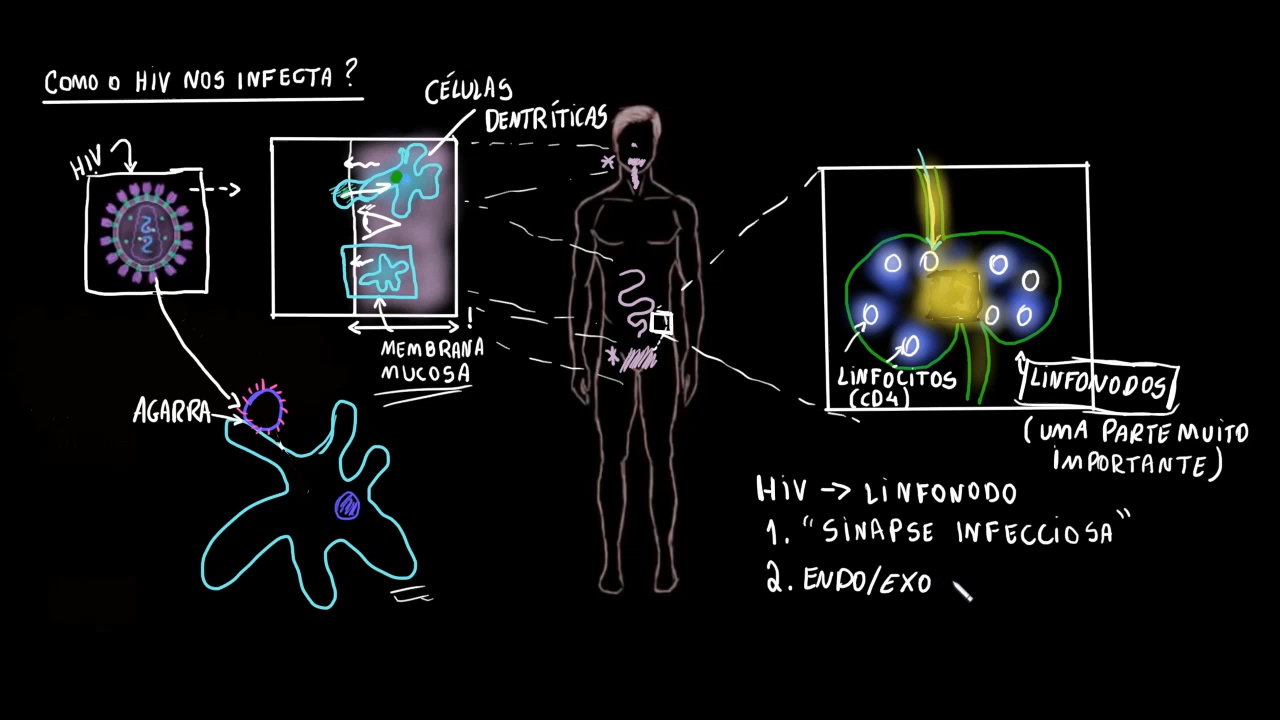 COMO O HIV NOS INFECTA?
CÉLULAS
DENTRÍTICAS
HIV
MEMBRANA
MUCOSA
!
AGARRA
LINFOCITOS
(CD4)
LINFONODOS
(UMA PARTE MUITO
IMPORTANTE)
HIV → LINFONODO
1. "SINAPSE INFECCIOSA"
2. ENDO/EXO